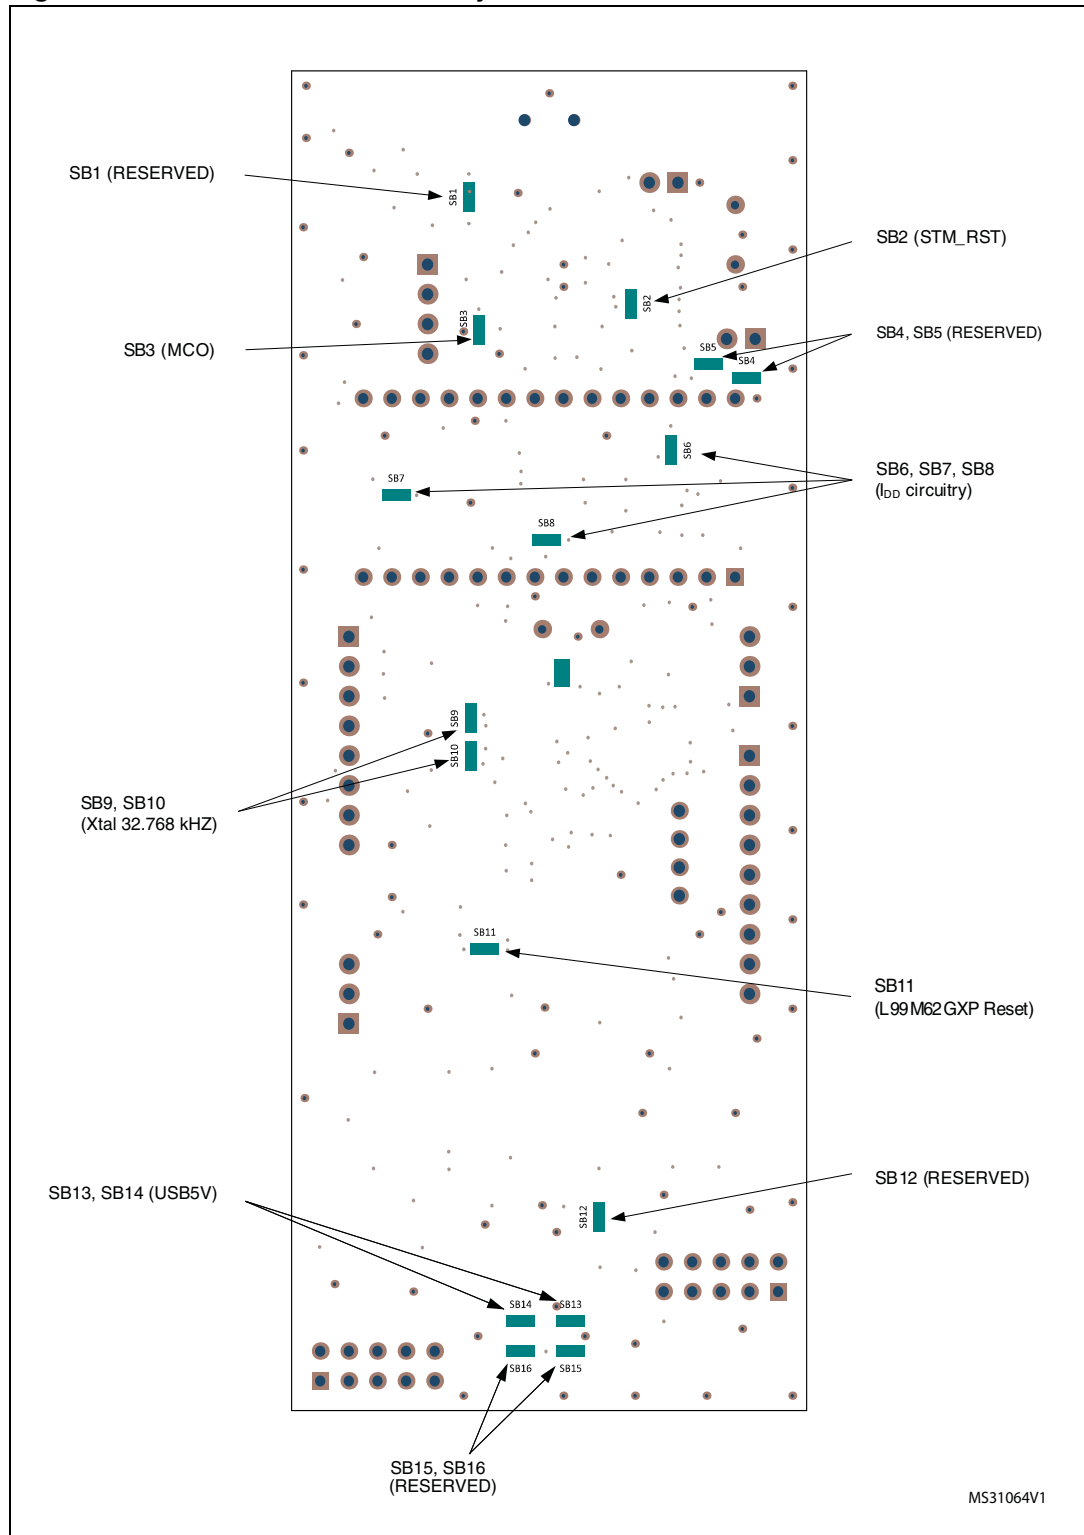 SB1 (RESERVED)
SB1
SB2 (STM_RST)
SB2
SB3
SB3 (MCO)
SB4, SB5 (RESERVED)
SB5
SB4
SB6
SB6, SB7, SB8
(IDD circuitry)
SB7
SB8
SB9
SB10
SB9, SB10
(Xtal 32.768 kHZ)
SB11
SB11
(L99M62GXP Reset)
SB12 (RESERVED)
SB12
SB13, SB14 (USB5V)
SB14
SB13
SB16
SB15
SB15, SB16
(RESERVED)
MS31064V1